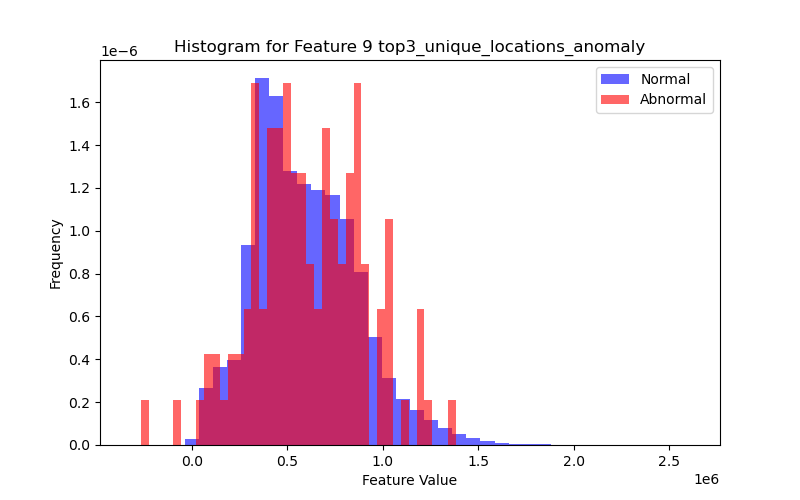 Histogram for Feature 9 top3_unique_locations_anomaly
1e−6
Normal
Abnormal
1.6
1.4
1.2
1.0
0.8
0.6
0.4
0.2
0.0
Frequency
0.0 0.5 1.0 1.5 2.0 2.5
1e6
Feature Value